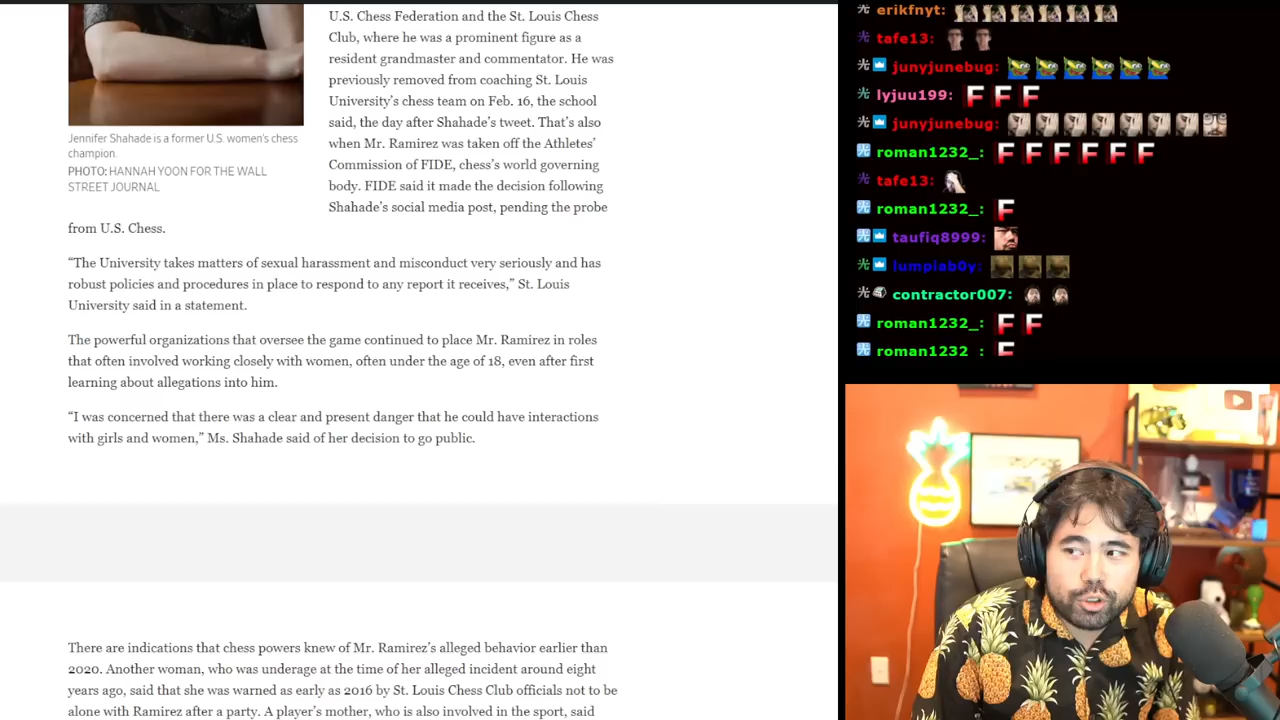 U.S. Chess Federation and the St. Louis Chess
Club, where he was a prominent figure as a
resident grandmaster and commentator. He was
previously removed from coaching St. Louis
University’s chess team on Feb. 16, the school
said, the day after Shahade’s tweet. That’s also
when Mr. Ramirez was taken off the Athletes’
Commission of FIDE, chess’s world governing
body. FIDE said it made the decision following
Shahade’s social media post, pending the probe
from U.S. Chess.
Jennifer Shahade is a former U.S. women’s chess
champion.
PHOTO: HANNAH YOON FOR THE WALL
STREET JOURNAL
“The University takes matters of sexual harassment and misconduct very seriously and has
robust policies and procedures in place to respond to any report it receives,” St. Louis
University said in a statement.
The powerful organizations that oversee the game continued to place Mr. Ramirez in roles
that often involved working closely with women, often under the age of 18, even after first
learning about allegations into him.
“I was concerned that there was a clear and present danger that he could have interactions
with girls and women,” Ms. Shahade said of her decision to go public.
There are indications that chess powers knew of Mr. Ramirez’s alleged behavior earlier than
2020. Another woman, who was underage at the time of her alleged incident around eight
years ago, said that she was warned as early as 2016 by St. Louis Chess Club officials not to be
alone with Ramirez after a party. A player’s mother, who is also involved in the sport, said
erikfnyt:
tafe13:
junyjunebug:
lyjuu199: F F F
junyjunebug:
roman1232_: F F F F F F
tafe13:
roman1232_: F
taufiq8999:
lumpiab0y:
contractor007:
roman1232_: F F
roman1232_: F